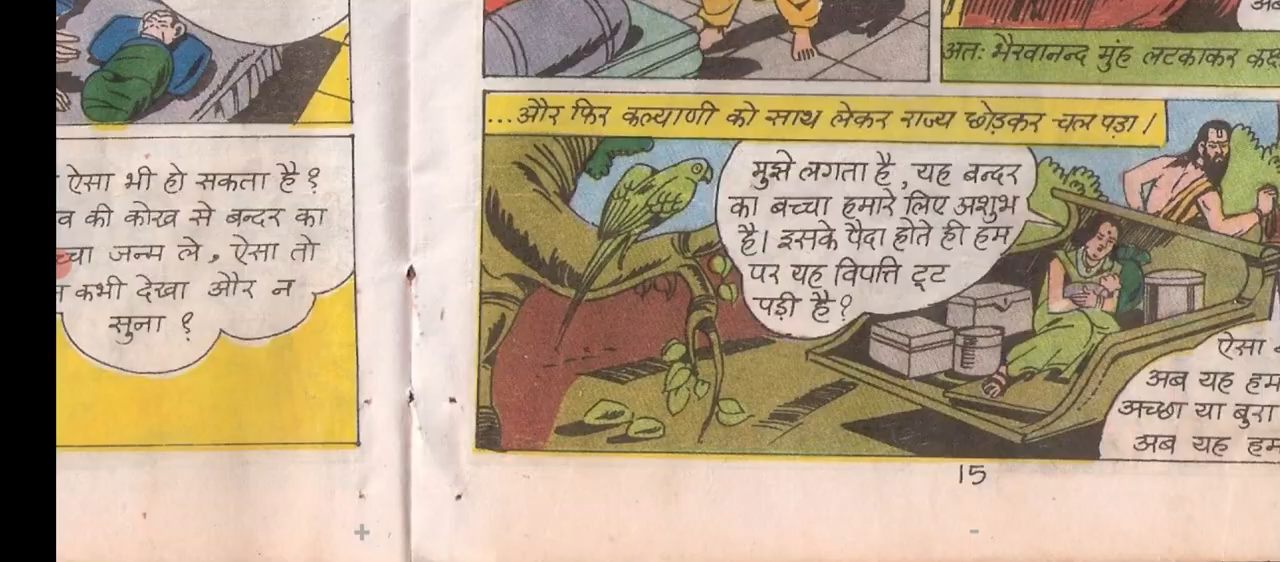 ऐसा भी हो सकता है?
की कोख से बन्दर का
जन्म ले, ऐसा तो
कभी देखा और न
सुना?
अतः भैरवानन्द मुंह लटकाकर
...और फिर कल्याणी को साथ लेकर राज्य छोड़कर चल पड़ा।
मुझे लगता है, यह बन्दर
का बच्चा हमारे लिए अशुभ
है। इसके पैदा होते ही हम
पर यह विपत्ति टूट
पड़ी है?
ऐसा
अब यह हम
अच्छा या बुरा
अब यह हम
15